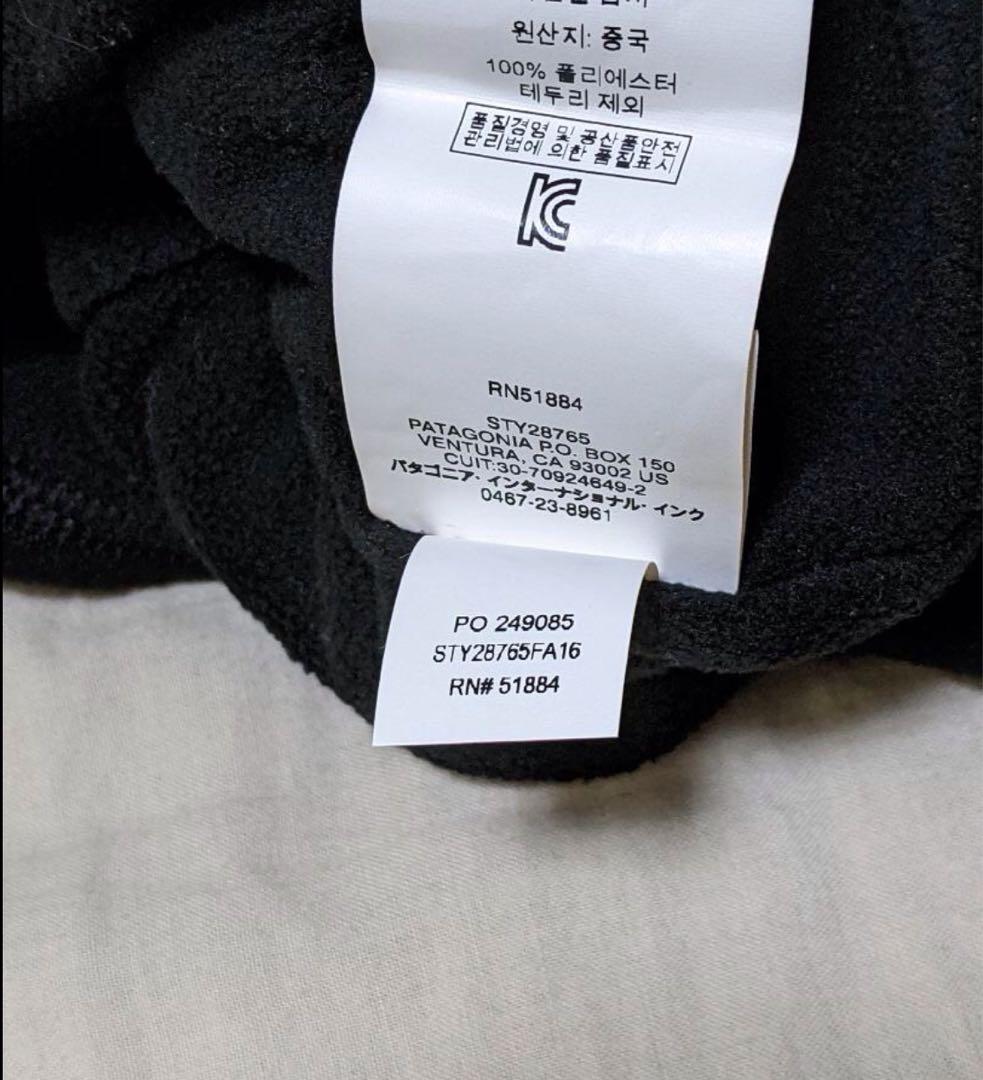 원산지: 중국
100% 폴리에스터
테두리 제외
품질경영 및 공산품안전
관리법에 의한 품질표시
KC
RN51884
STY28765
PATAGONIA P.O. BOX 150
VENTURA, CA 93002 US
CUIT:30-70924649-2
パタゴニア・インターナショナル・インク
0467-23-8961
PO 249085
STY28765FA16
RN# 51884